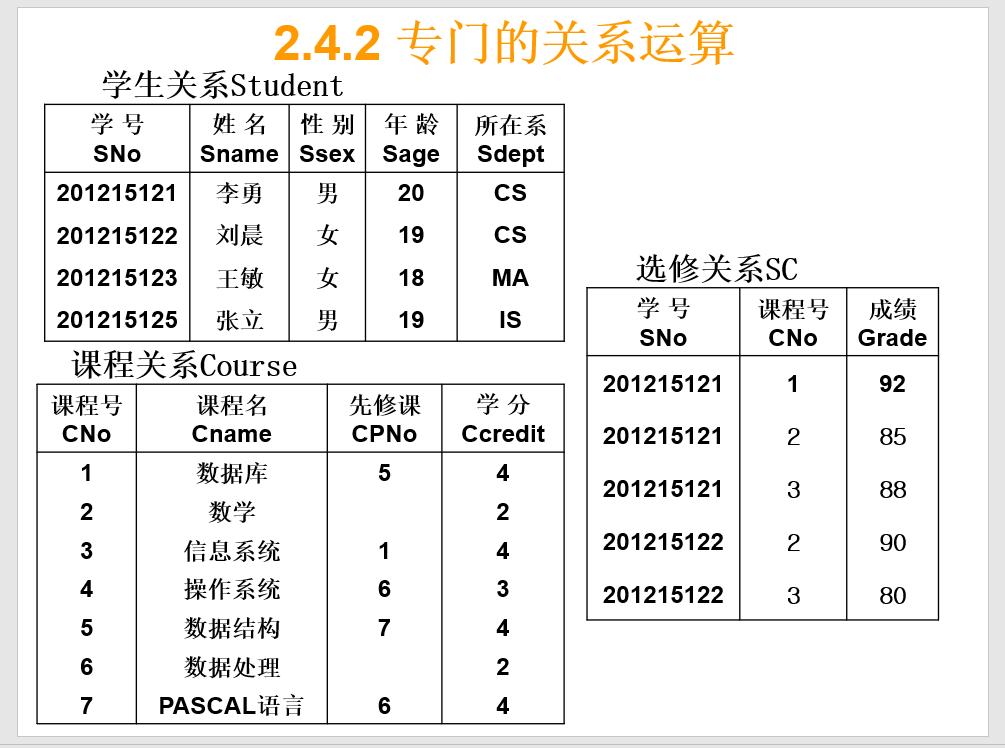 2.4.2 专门的关系运算
学生关系Student
学 号 姓 名 性 别 年 龄 所在系
SNo Sname Ssex Sage Sdept
201215121 李勇 男 20 CS
201215122 刘晨 女 19 CS
201215123 王敏 女 18 MA
201215125 张立 男 19 IS
课程关系Course
课程号 课程名 先修课 学 分
CNo Cname CPNo Ccredit
1 数据库 5 4
2 数学 2
3 信息系统 1 4
4 操作系统 6 3
5 数据结构 7 4
6 数据处理 2
7 PASCAL语言 6 4
选修关系SC
学 号 课程号 成绩
SNo CNo Grade
201215121 1 92
201215121 2 85
201215121 3 88
201215122 2 90
201215122 3 80